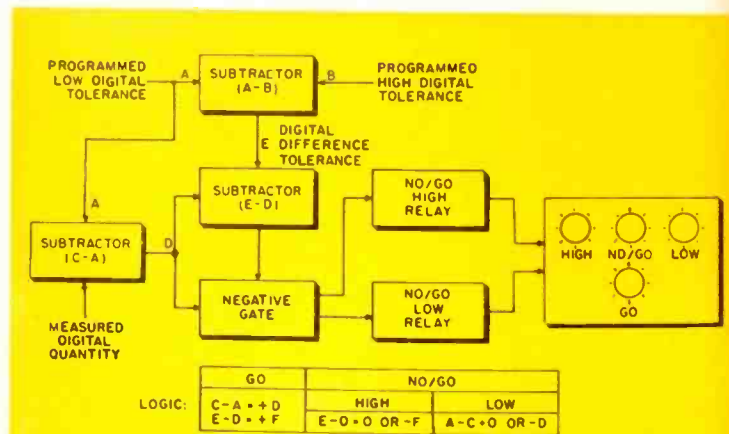 PROGRAMMED
LOW DIGITAL
TOLERANCE
A
SUBTRACTOR
(A-B)
B
PROGRAMMED
HIGH DIGITAL
TOLERANCE
DIGITAL
E DIFFERENCE
TOLERANCE
A
SUBTRACTOR
(E-D)
NO/GO
HIGH
RELAY
SUBTRACTOR
(C-A)
D
HIGH
NO/GO
LOW
GO
NEGATIVE
GATE
NO/GO
LOW
RELAY
MEASURED
DIGITAL
QUANTITY
LOGIC:
GO
NO/GO
C-A=+D
E-D=+F
HIGH
LOW
E-D=O OR -F
A-C+O OR -D